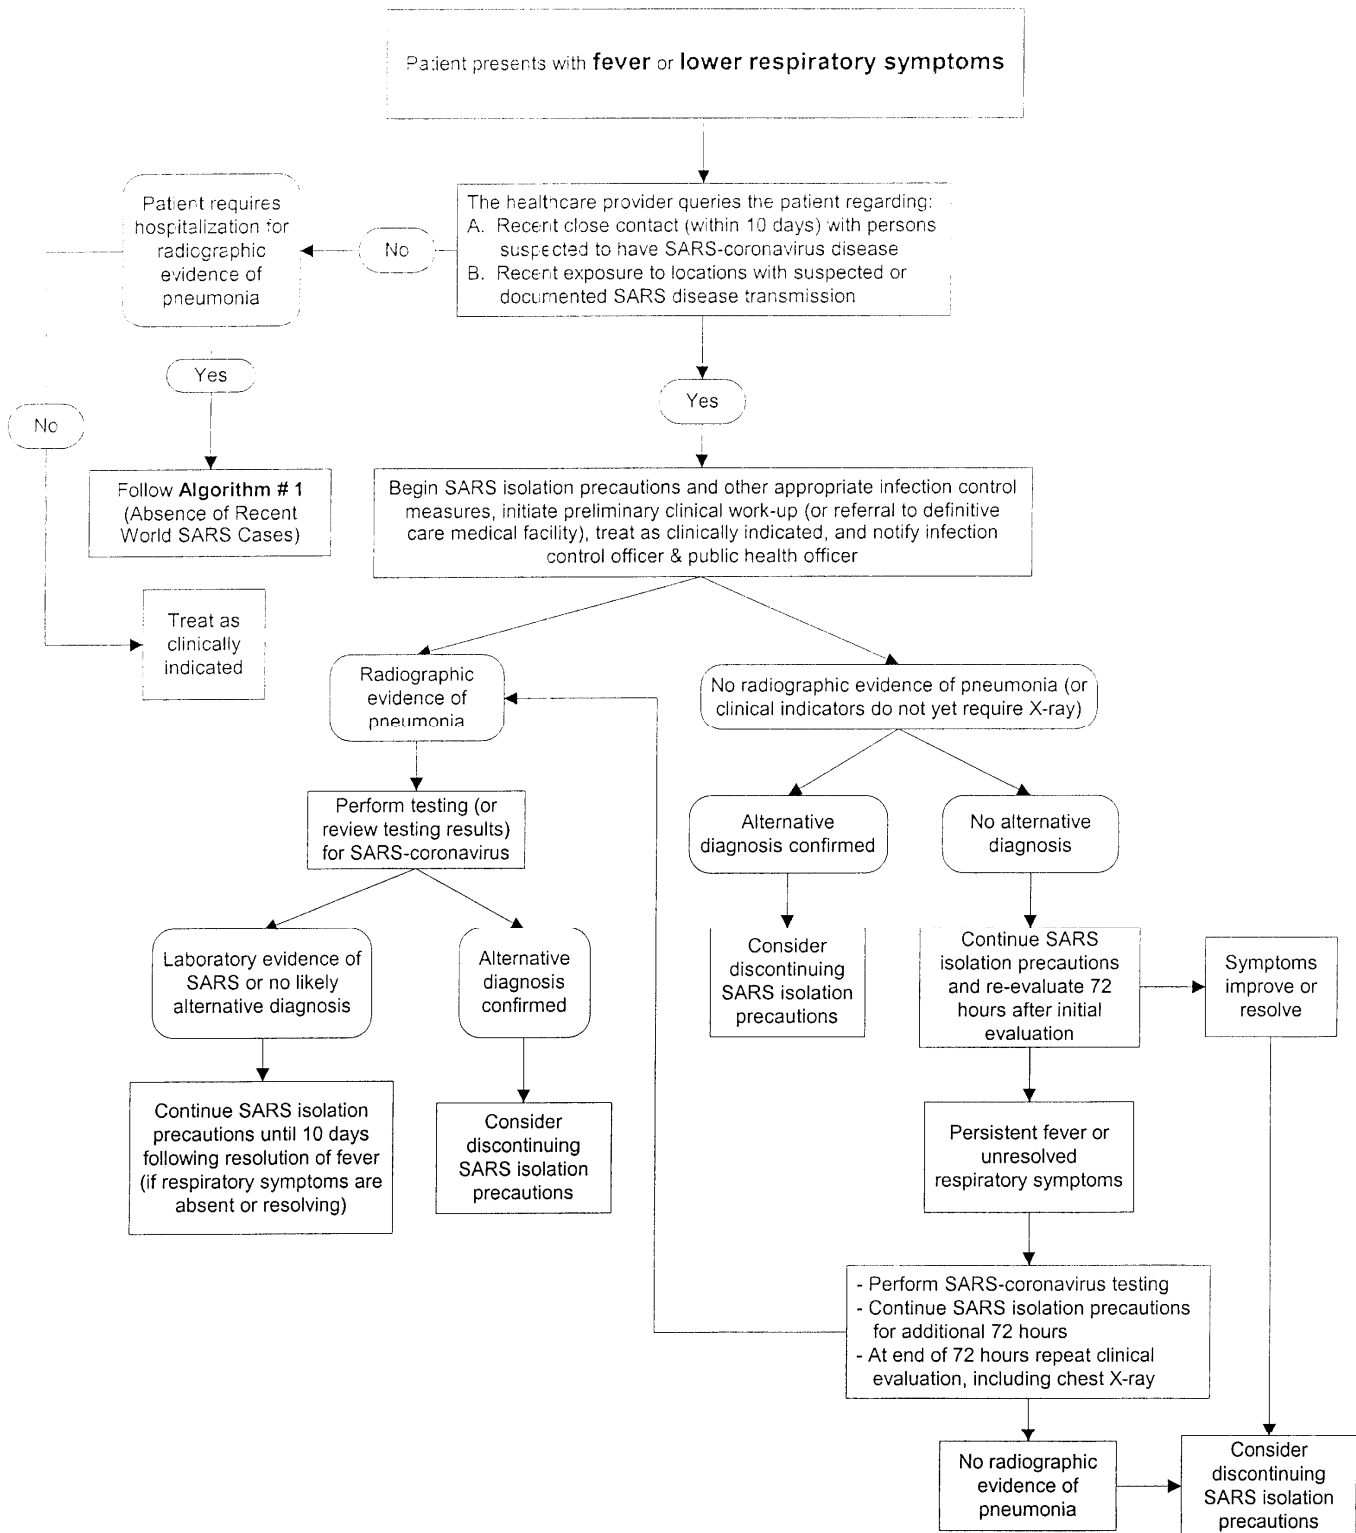 Patient presents with fever or lower respiratory symptoms
Patient requires
hospitalization for
radiographic
evidence of
pneumonia
No
The healthcare provider queries the patient regarding:
A. Recent close contact (within 10 days) with persons
suspected to have SARS-coronavirus disease
B. Recent exposure to locations with suspected or
documented SARS disease transmission
Yes
Yes
No
Follow Algorithm # 1
(Absence of Recent
World SARS Cases)
Begin SARS isolation precautions and other appropriate infection control
measures, initiate preliminary clinical work-up (or referral to definitive
care medical facility), treat as clinically indicated, and notify infection
control officer & public health officer
Treat as
clinically
indicated
Radiographic
evidence of
pneumonia
No radiographic evidence of pneumonia (or
clinical indicators do not yet require X-ray)
Perform testing (or
review testing results)
for SARS-coronavirus
Alternative
diagnosis confirmed
No alternative
diagnosis
Laboratory evidence of
SARS or no likely
alternative diagnosis
Alternative
diagnosis
confirmed
Consider
discontinuing
SARS isolation
precautions
Continue SARS
isolation precautions
and re-evaluate 72
hours after initial
evaluation
Symptoms
improve or
resolve
Continue SARS isolation
precautions until 10 days
following resolution of fever
(if respiratory symptoms are
absent or resolving)
Consider
discontinuing
SARS isolation
precautions
Persistent fever or
unresolved
respiratory symptoms
- Perform SARS-coronavirus testing
- Continue SARS isolation precautions
for additional 72 hours
- At end of 72 hours repeat clinical
evaluation, including chest X-ray
No radiographic
evidence of
pneumonia
Consider
discontinuing
SARS isolation
precautions